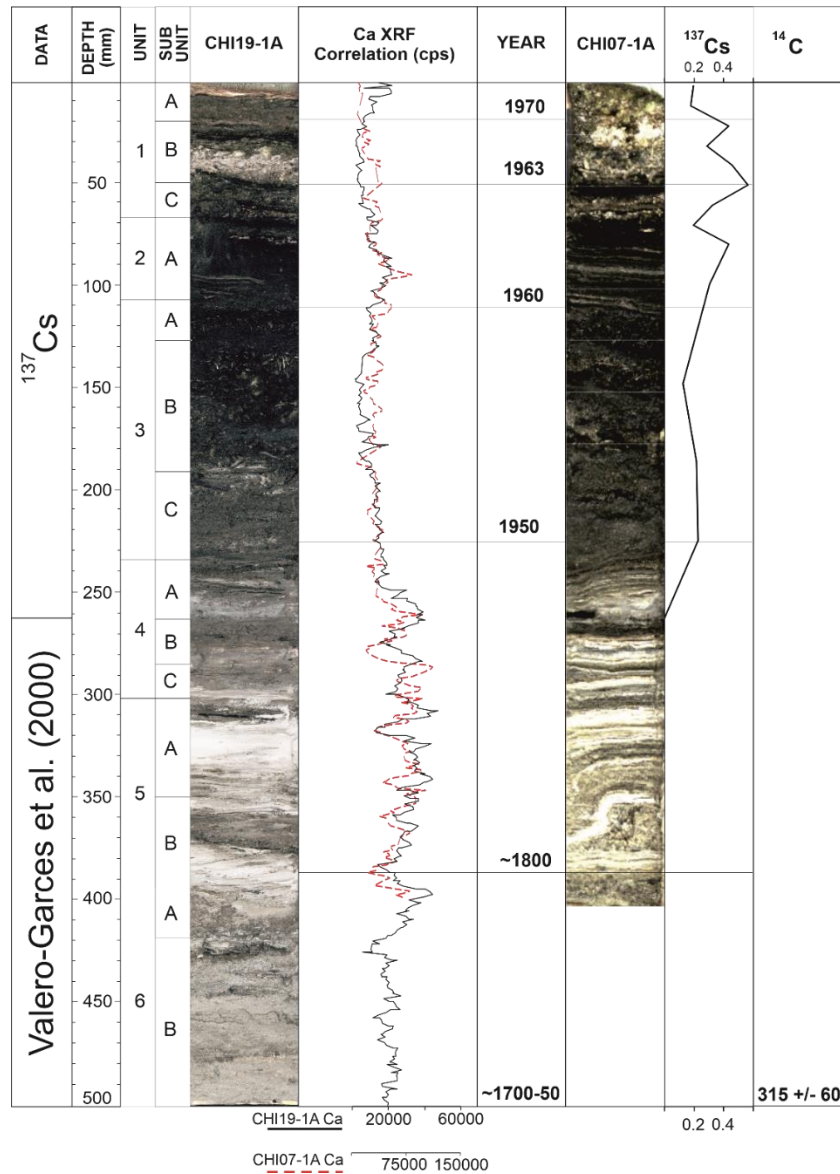 DATA
DEPTH
(mm)
UNIT
SUB
UNIT
CHI19-1A
Ca XRF
Correlation (cps)
YEAR
CHI07-1A
137Cs
0.2 0.4
14C
137Cs
Valero-Garces et al. (2000)
50
100
150
200
250
300
350
400
450
500
1
2
3
4
5
6
A
B
C
A
A
B
C
A
B
C
A
B
A
B
1970
1963
1960
1950
~1800
~1700-50
315 +/- 60
CHI19-1A Ca
20000 60000
0.2 0.4
CHI07-1A Ca
75000 150000